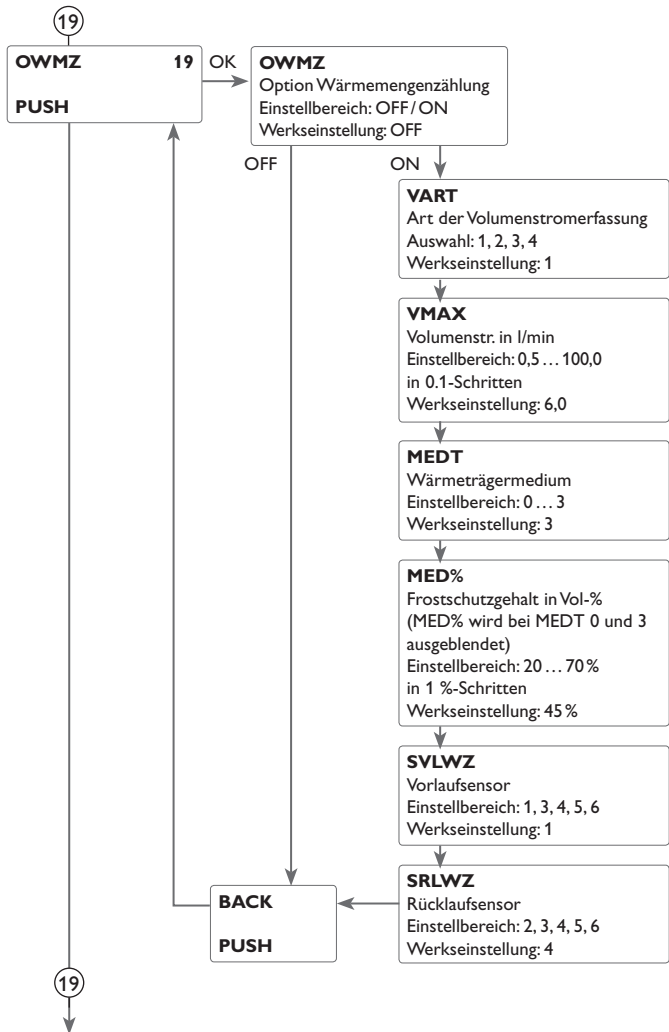 19
OWMZ 19
PUSH
OK
OWMZ
Option Wärmemengenzählung
Einstellbereich: OFF / ON
Werkseinstellung: OFF
OFF
ON
VART
Art der Volumenstromerfassung
Auswahl: 1, 2, 3, 4
Werkseinstellung: 1
VMAX
Volumenstr. in l/min
Einstellbereich: 0,5 … 100,0
in 0.1-Schritten
Werkseinstellung: 6,0
MEDT
Wärmeträgermedium
Einstellbereich: 0 … 3
Werkseinstellung: 3
MED%
Frostschutzgehalt in Vol-%
(MED% wird bei MEDT 0 und 3
ausgeblendet)
Einstellbereich: 20 … 70 %
in 1 %-Schritten
Werkseinstellung: 45 %
SVLWZ
Vorlaufsensor
Einstellbereich: 1, 3, 4, 5, 6
Werkseinstellung: 1
SRLWZ
Rücklaufsensor
Einstellbereich: 2, 3, 4, 5, 6
Werkseinstellung: 4
BACK
PUSH
19